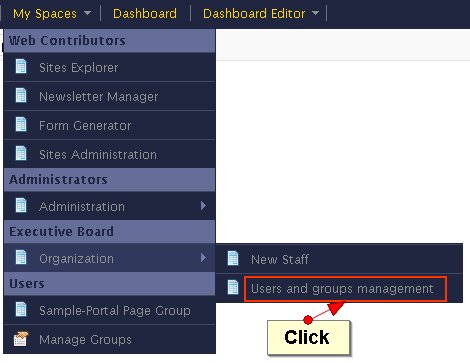 My Spaces Dashboard Dashboard Editor
Web Contributors
Sites Explorer
Newsletter Manager
Form Generator
Sites Administration
Administrators
Administration
Executive Board
Organization
New Staff
Users
Users and groups management
Sample-Portal Page Group
Manage Groups
Click